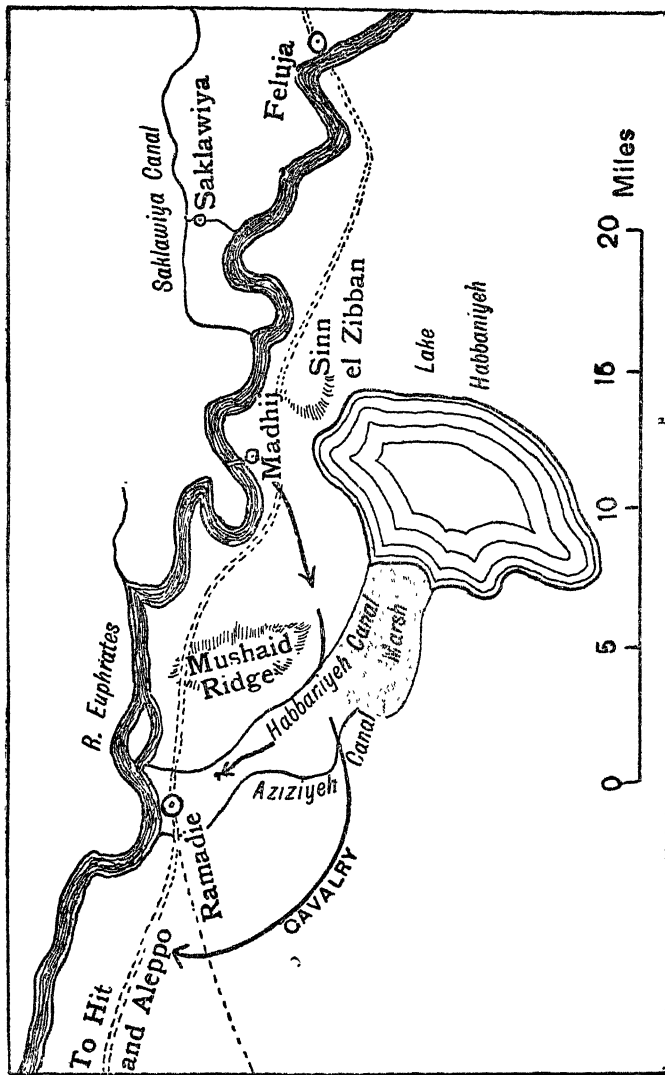 To Hit
and Aleppo
Ramadie
CAVALRY
R. Euphrates
Mushaid
Ridge
Habbaniyeh Canal
Aziziyeh
Canal
Marsh
Madhij
Sinn
el Zibban
Lake
Habbaniyeh
Saklawiya Canal
Saklawiya
Feluja
0
5
10
15
20
Miles